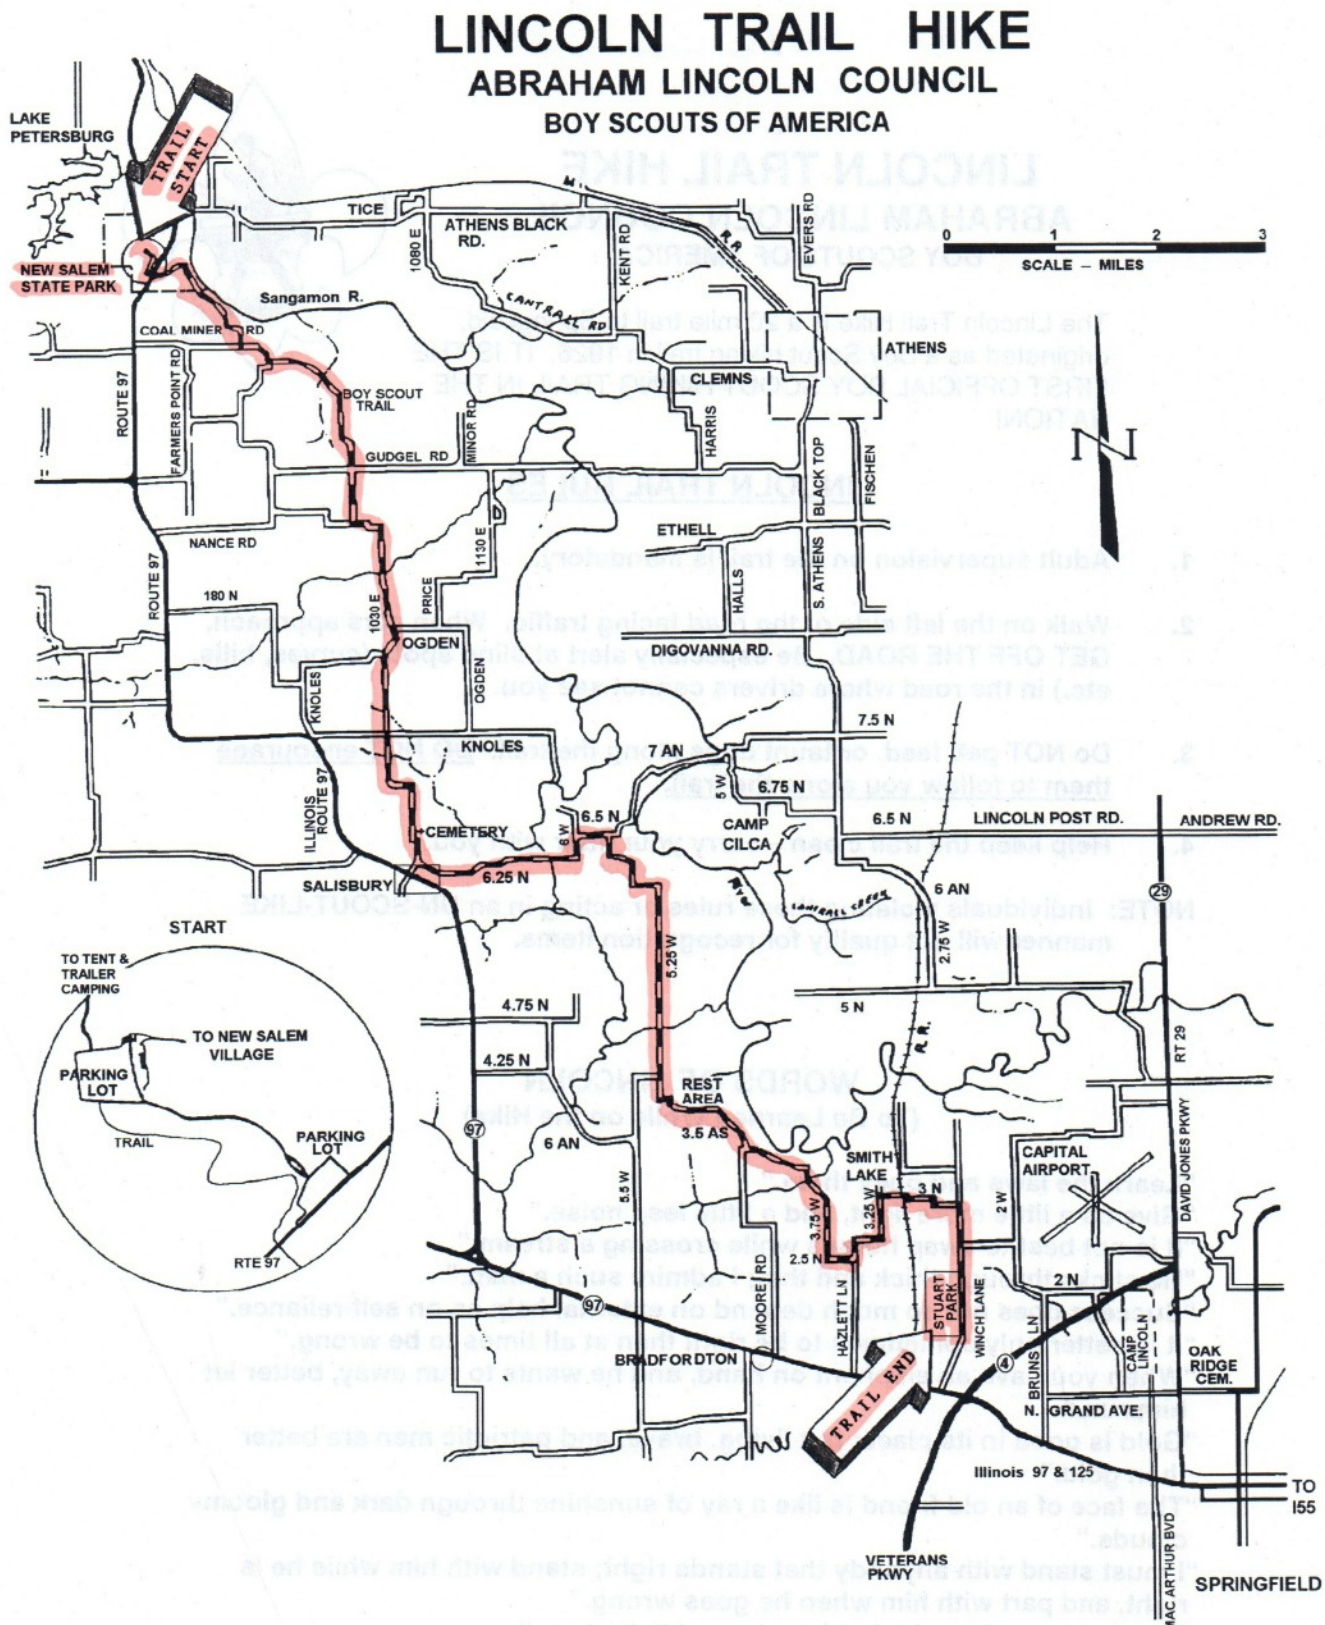 LINCOLN TRAIL HIKE
ABRAHAM LINCOLN COUNCIL
BOY SCOUTS OF AMERICA
LAKE
PETERSBURG
TRAIL
START
TICE
ATHENS BLACK
RD.
1080 E
KENT RD
EYERS RD
R.R.
0 1 2 3
SCALE – MILES
NEW SALEM
STATE PARK
Sangamon R.
CANTRALL RD
COAL MINER RD
ATHENS
CLEMNS
FARMERS POINT RD
ROUTE 97
BOY SCOUT
TRAIL
MINOR RD
HARRIS
N
GUDGEL RD
S. ATHENS BLACK TOP
FISCHEN
NANCE RD
ETHELL
1130 E
ROUTE 97
180 N
1030 E
PRICE
HALLS
OGDEN
DIGOVANNA RD.
KNOLES
OGDEN
7.5 N
KNOLES
7 AN
5 W
6.75 N
ILLINOIS
ROUTE 97
CEMETERY
6 W
6.5 N
CAMP
CILCA
6.5 N
LINCOLN POST RD.
ANDREW RD.
SALISBURY
6.25 N
6 AN
29
START
5.25 W
2.75 W
TO TENT &
TRAILER
CAMPING
4.75 N
5 N
TO NEW SALEM
VILLAGE
R.R.
RT 29
PARKING
LOT
4.25 N
REST
AREA
TRAIL
PARKING
LOT
97
6 AN
3.5 AS
SMITH
LAKE
CAPITAL
AIRPORT
DAVID JONES PKWY
5.5 W
3.75 W
3.25 W
3 N
2 W
RTE 97
2.5 N
MOORE RD
HAZLETT LN
STUART
PARK
WINCH LANE
2 N
97
BRUNS LN
CAMP
LINCOLN
BRADFORDTON
4
OAK
RIDGE
CEM.
TRAIL END
N. GRAND AVE.
Illinois 97 & 125
TO
I55
VETERANS
PKWY
MAC ARTHUR BVD
SPRINGFIELD